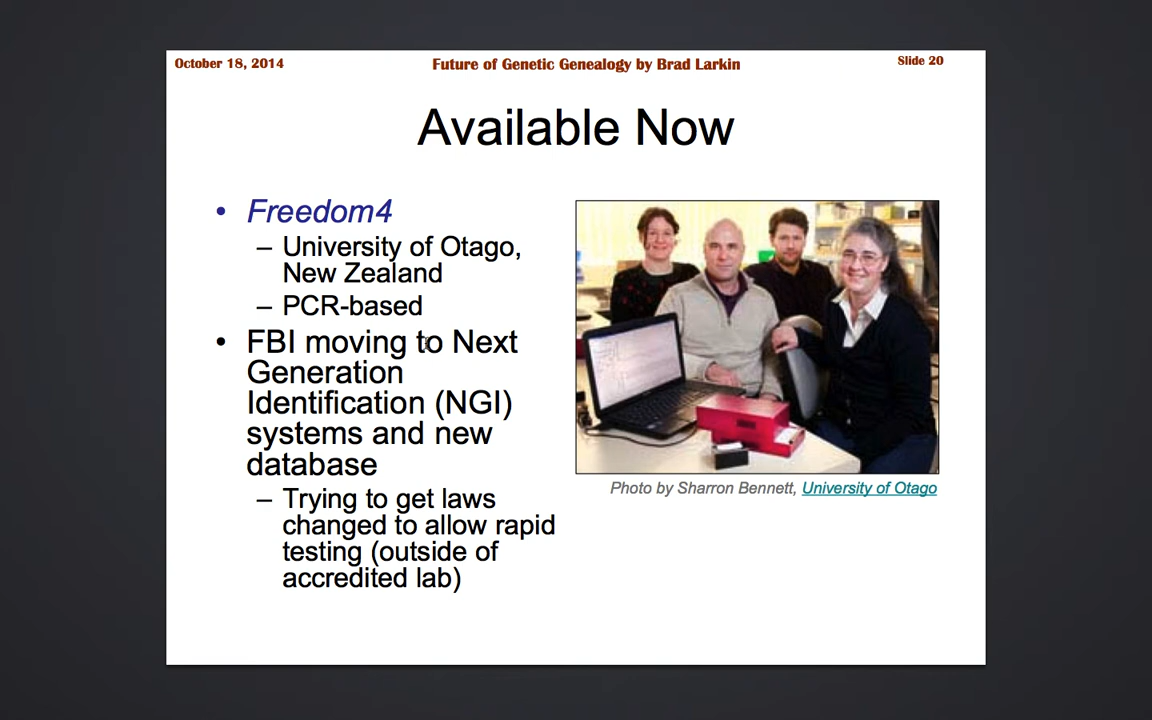 October 18, 2014
Future of Genetic Genealogy by Brad Larkin
Slide 20
Available Now
• Freedom4
– University of Otago,
New Zealand
– PCR-based
• FBI moving to Next
Generation
Identification (NGI)
systems and new
database
– Trying to get laws
changed to allow rapid
testing (outside of
accredited lab)
Photo by Sharron Bennett, University of Otago